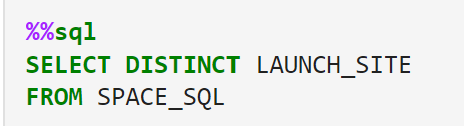 %%sql
SELECT DISTINCT LAUNCH_SITE
FROM SPACE_SQL